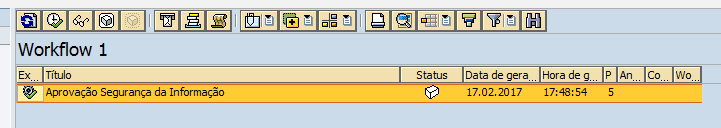 Workflow 1
Ex... Título Status Data de gera... Hora de g... P An... Co... Wo...
Aprovação Segurança da Informação 17.02.2017 17:48:54 5